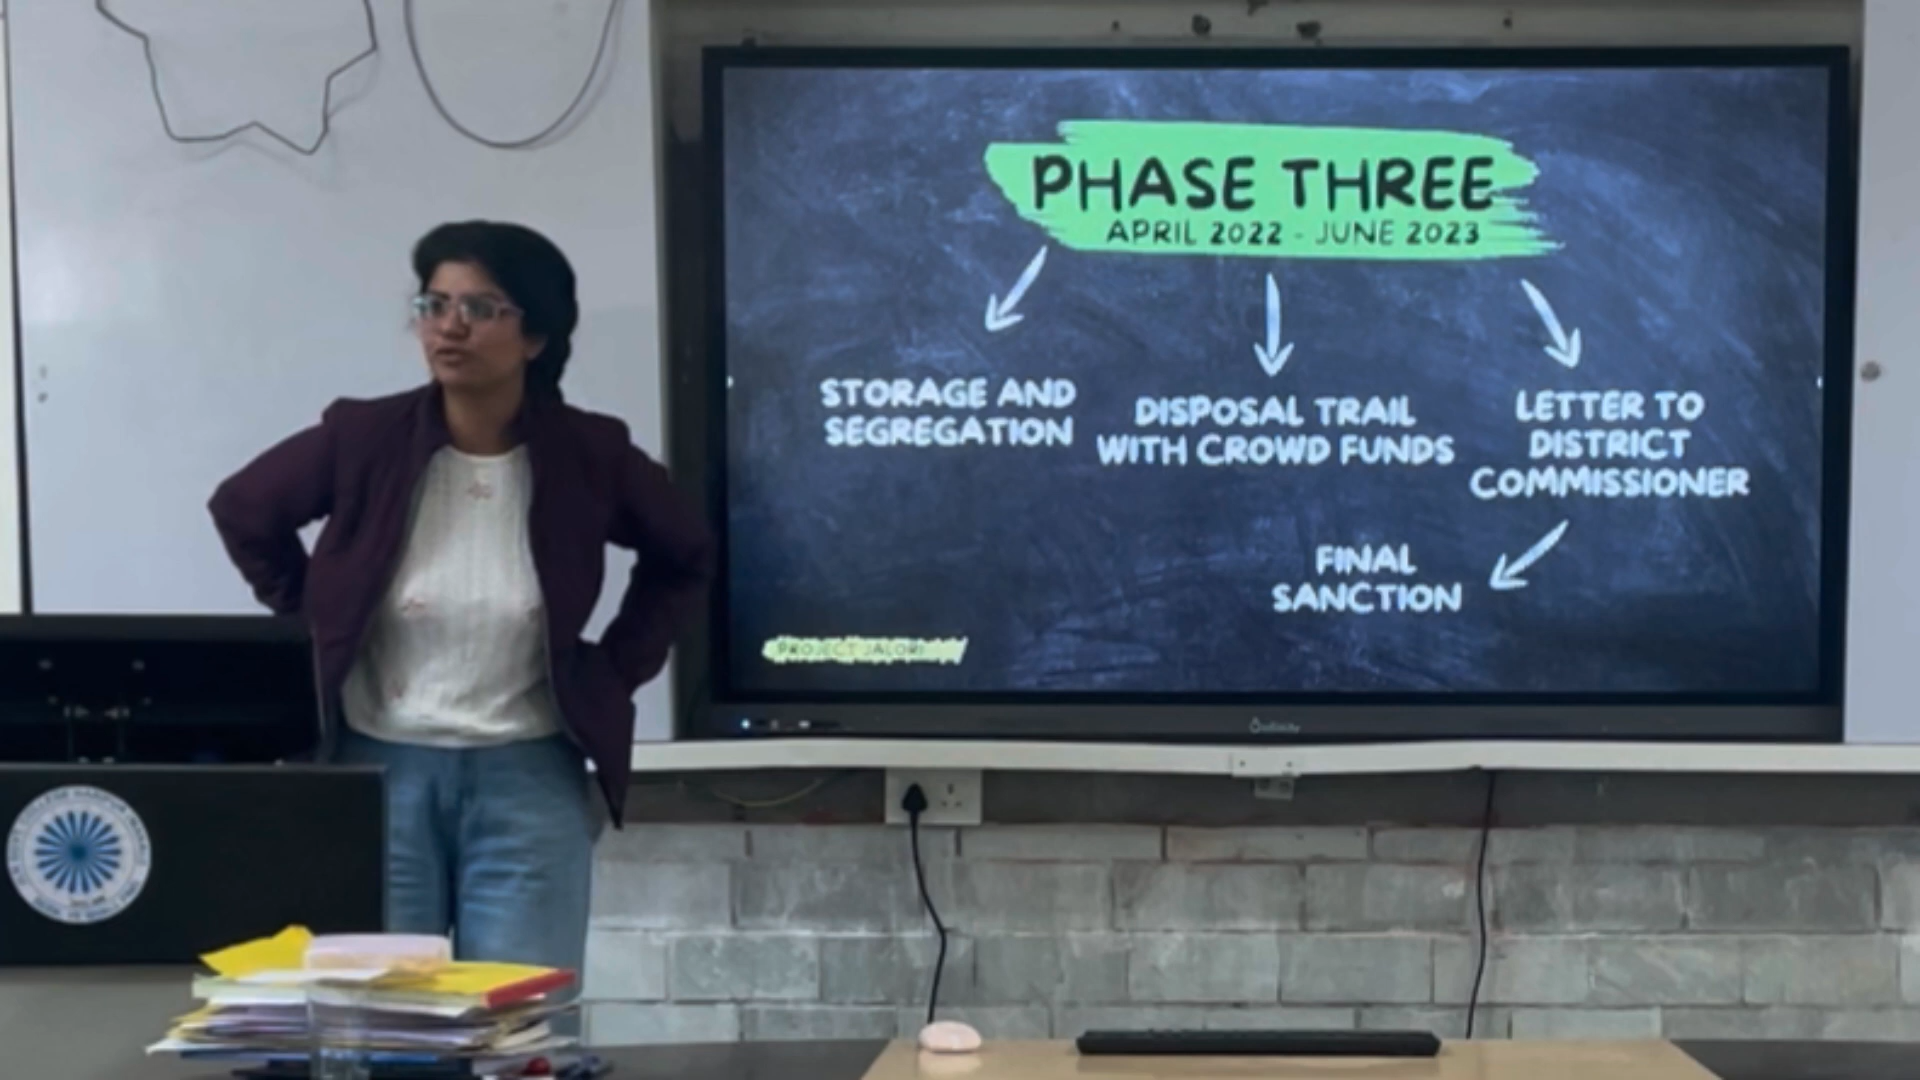 PHASE THREE
APRIL 2022 - JUNE 2023
STORAGE AND
SEGREGATION
DISPOSAL TRAIL
WITH CROWD FUNDS
LETTER TO
DISTRICT
COMMISSIONER
FINAL
SANCTION
PROJECT JALORI